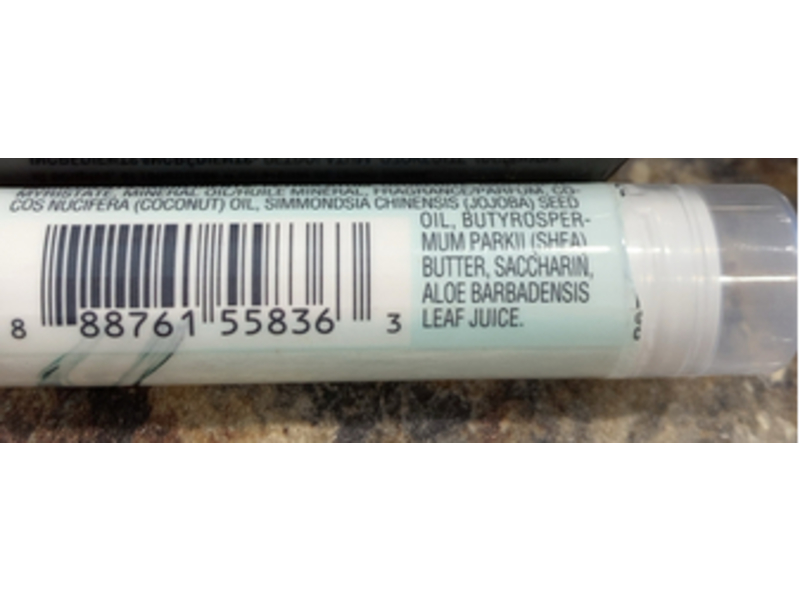 MYRISTATE, MINERAL OIL/HUILE MINERAL, FRAGRANCE/PARFUM, CO-
COS NUCIFERA (COCONUT) OIL, SIMMONDSIA CHINENSIS (JOJOBA) SEED
OIL, BUTYROSPER-
MUM PARKII (SHEA)
BUTTER, SACCHARIN,
ALOE BARBADENSIS
LEAF JUICE.
8 88761 55836 3